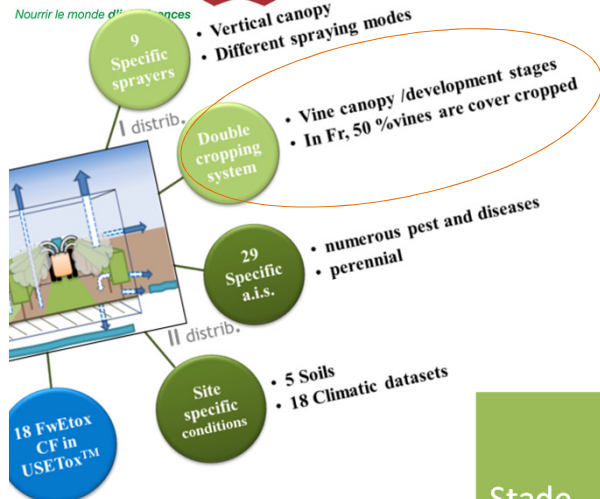 Nourrir le monde d'influences
9
Specific
sprayers
• Vertical canopy
• Different spraying modes
I distrib.
Double
cropping
system
• Vine canopy /development stages
• In Fr, 50 %vines are cover cropped
29
Specific
a.i.s.
• numerous pest and diseases
• perennial
II distrib.
Site
specific
conditions
• 5 Soils
• 18 Climatic datasets
18 FwEtox
CF in
USETox™
Stade